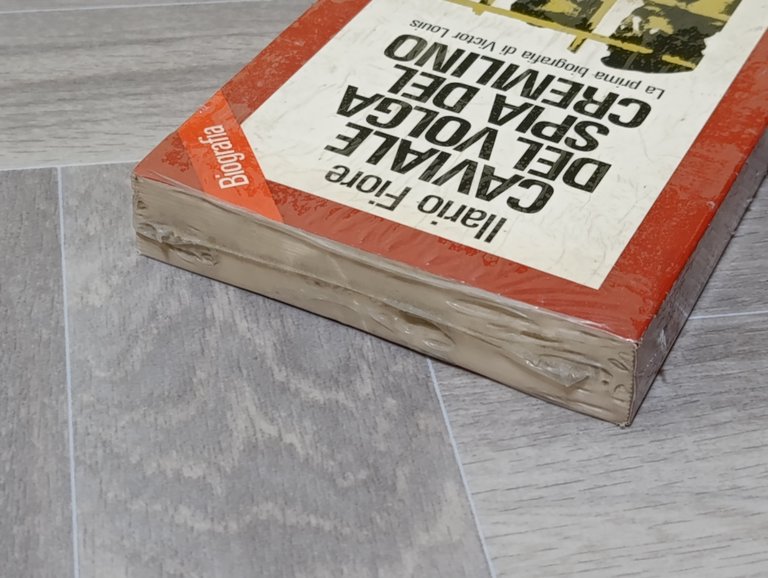 Ilario Fiore
CAVIALE
DEL VOLGA
SPIA DEL
CREMLINO
La prima biografia di Victor Louis
Biografia